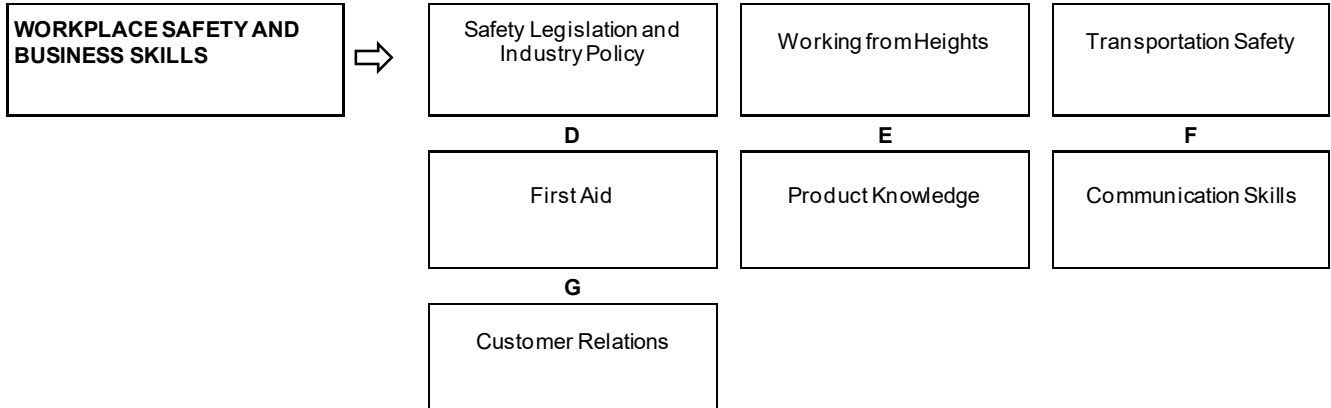 WORKPLACE SAFETY AND
BUSINESS SKILLS
Safety Legislation and
Industry Policy
Working from Heights
Transportation Safety
D
E
F
First Aid
Product Knowledge
Communication Skills
G
Customer Relations